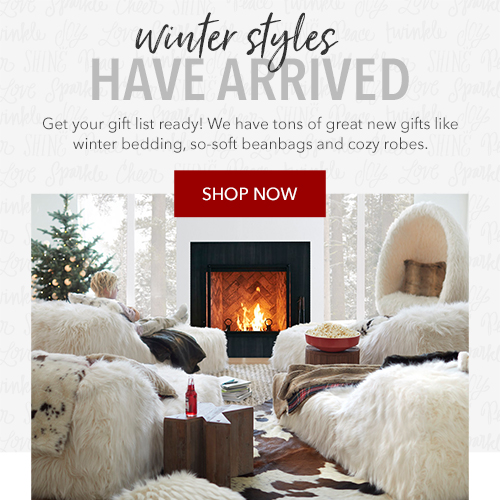 winter styles
HAVE ARRIVED
Get your gift list ready! We have tons of great new gifts like
winter bedding, so-soft beanbags and cozy robes.
SHOP NOW